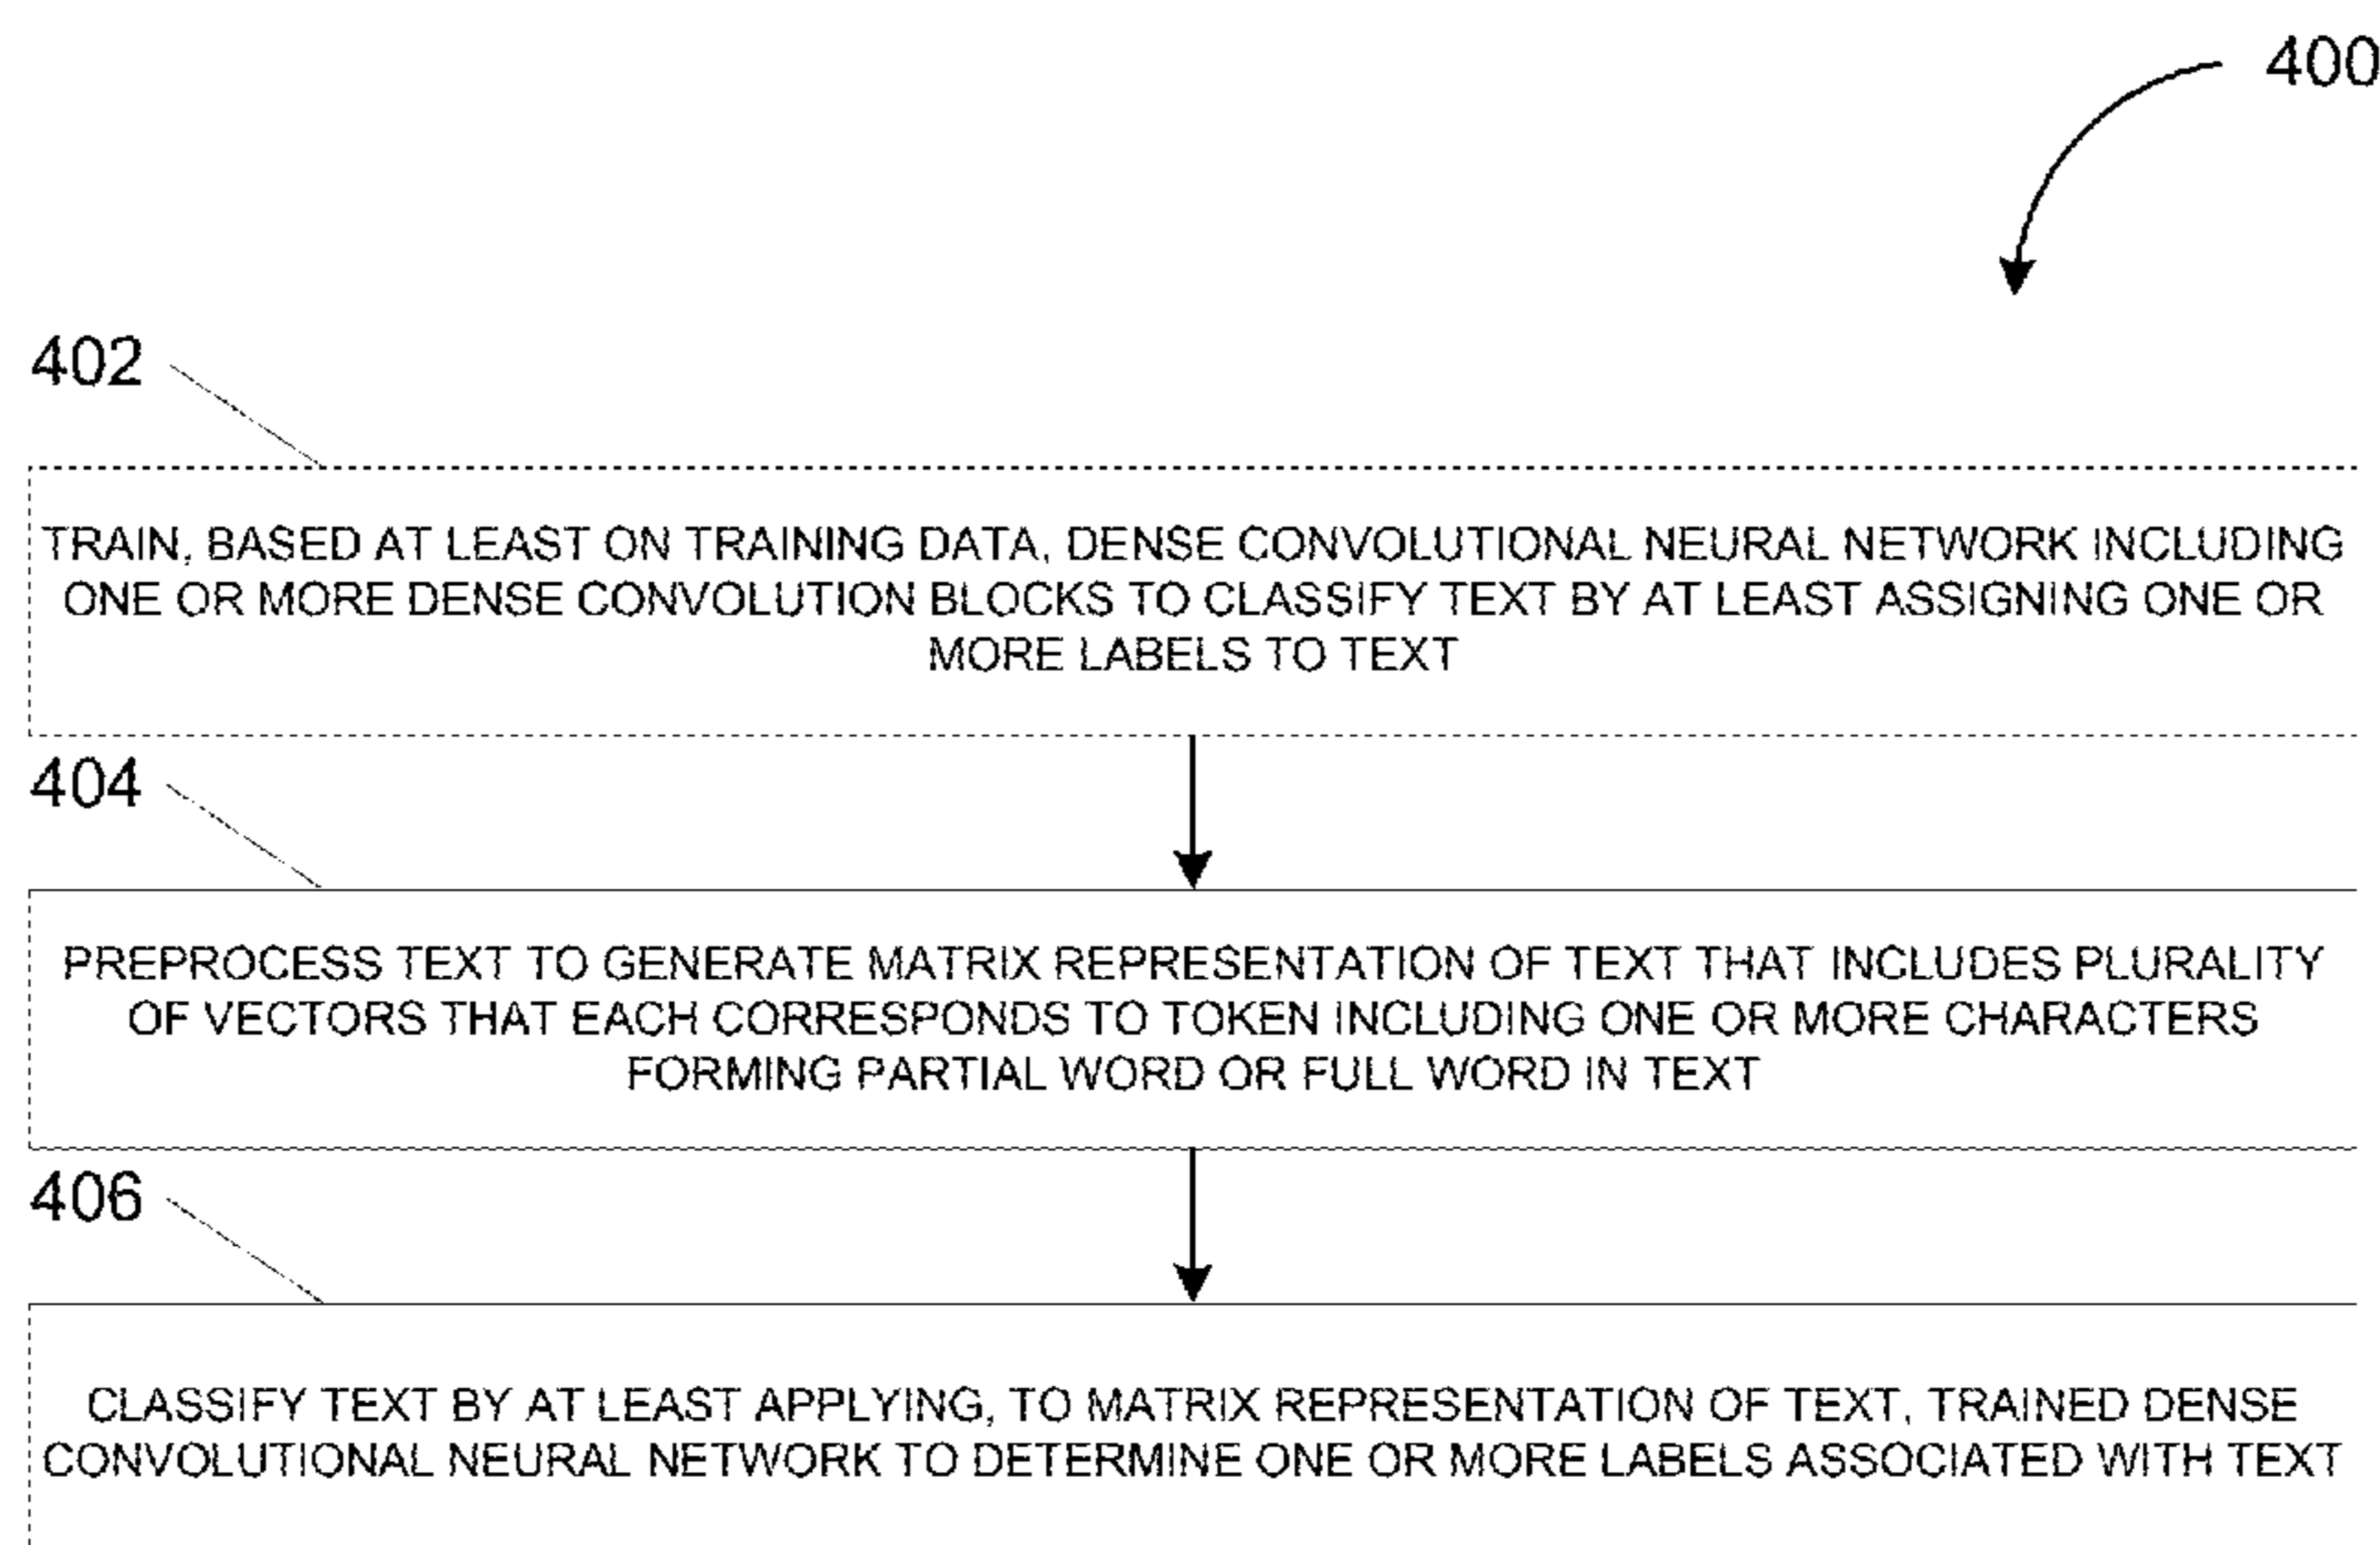 400
402
TRAIN, BASED AT LEAST ON TRAINING DATA, DENSE CONVOLUTIONAL NEURAL NETWORK INCLUDING
ONE OR MORE DENSE CONVOLUTION BLOCKS TO CLASSIFY TEXT BY AT LEAST ASSIGNING ONE OR
MORE LABELS TO TEXT
404
PREPROCESS TEXT TO GENERATE MATRIX REPRESENTATION OF TEXT THAT INCLUDES PLURALITY
OF VECTORS THAT EACH CORRESPONDS TO TOKEN INCLUDING ONE OR MORE CHARACTERS
FORMING PARTIAL WORD OR FULL WORD IN TEXT
406
CLASSIFY TEXT BY AT LEAST APPLYING, TO MATRIX REPRESENTATION OF TEXT, TRAINED DENSE
CONVOLUTIONAL NEURAL NETWORK TO DETERMINE ONE OR MORE LABELS ASSOCIATED WITH TEXT